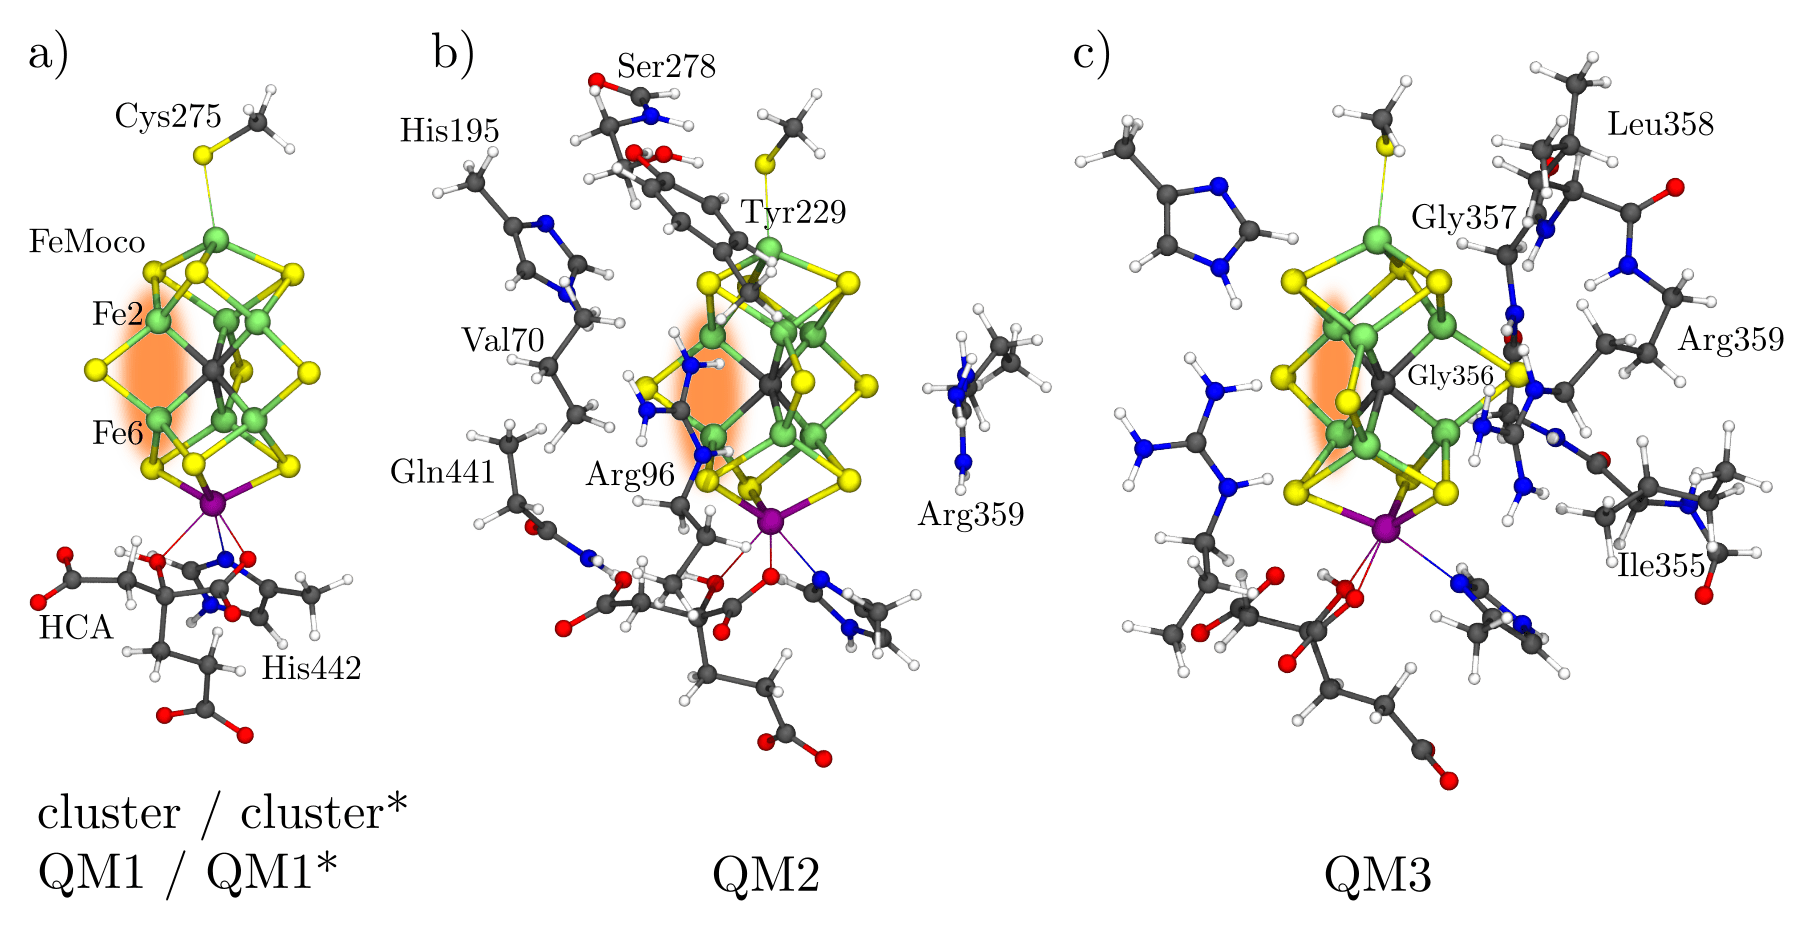 a)
Cys275
FeMoco
Fe2
Fe6
HCA
His442
cluster / cluster*
QM1 / QM1*
b)
Ser278
His195
Tyr229
Val70
Gln441
Arg96
Arg359
QM2
c)
Leu358
Gly357
Arg359
Gly356
Ile355
QM3